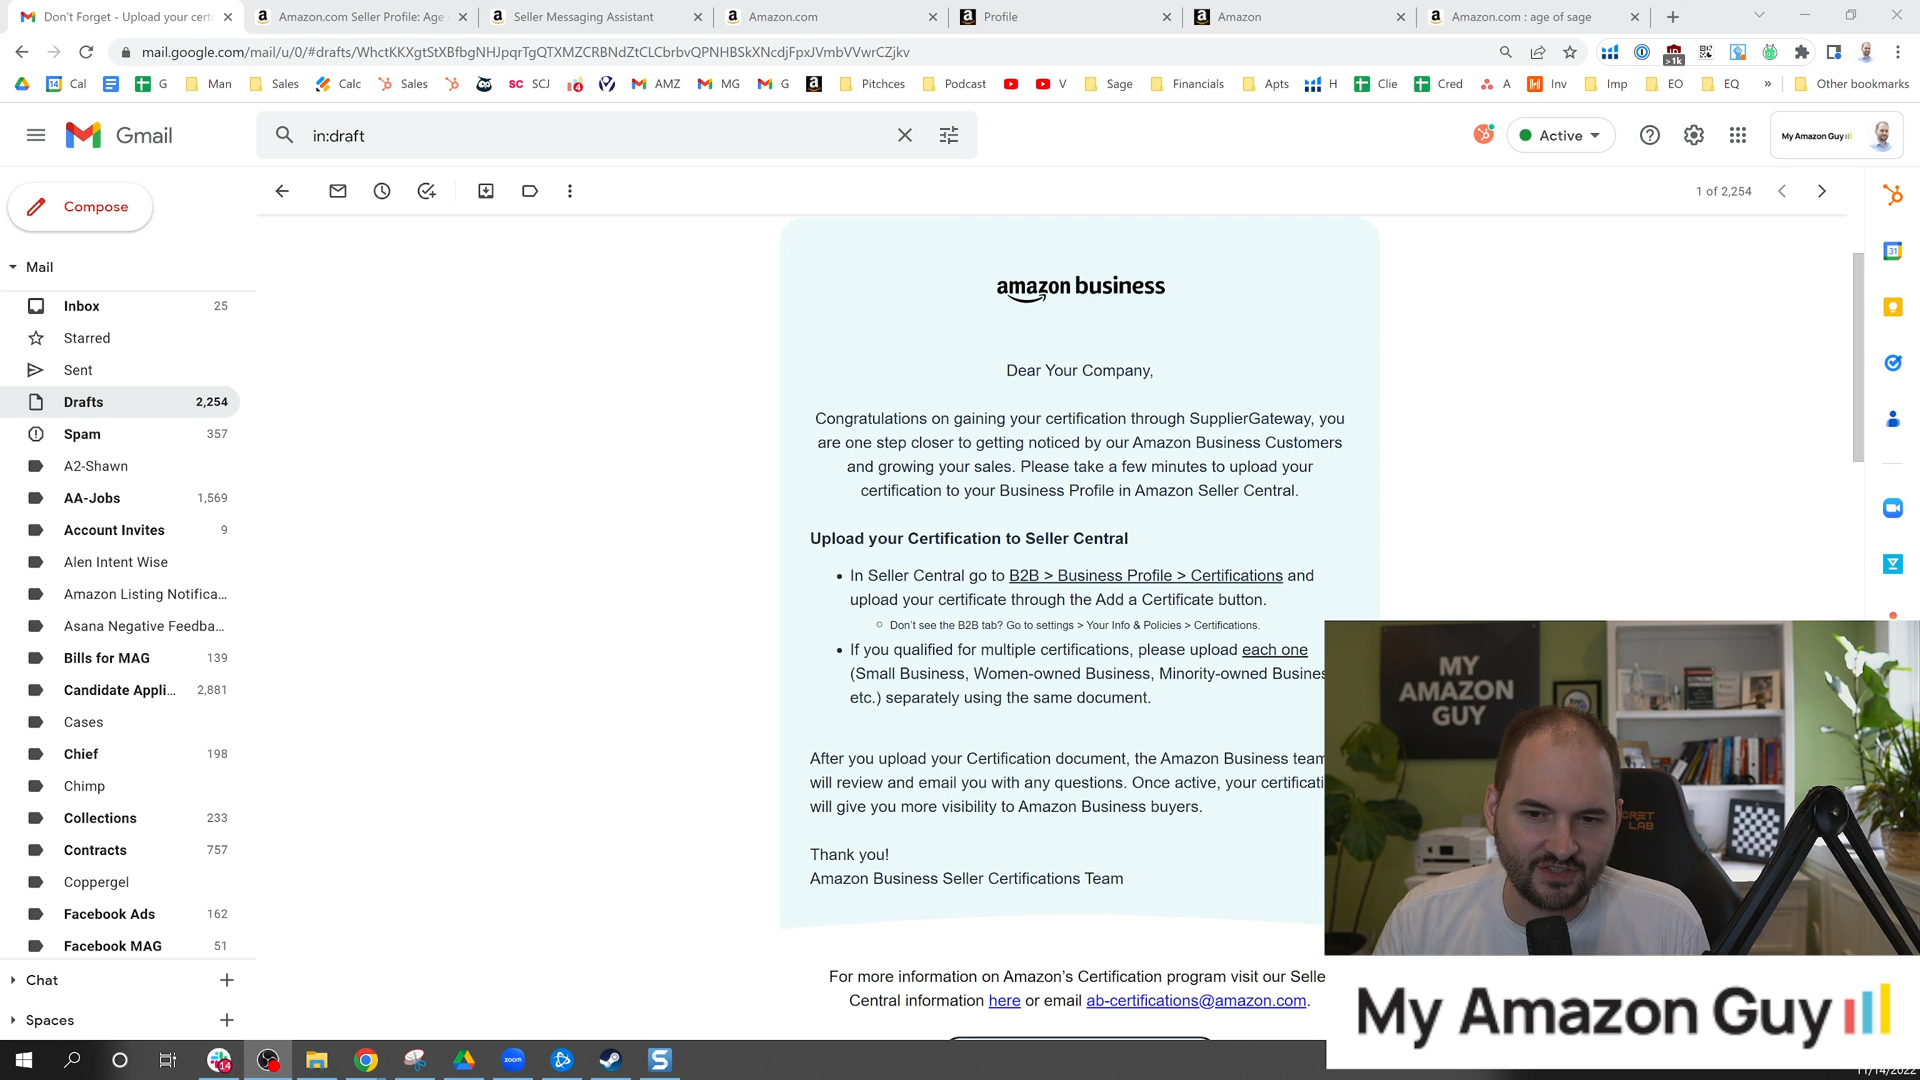 Don't Forget - Upload your certi
Amazon.com Seller Profile: Age
Seller Messaging Assistant
Amazon.com
Profile
Amazon
Amazon.com : age of sage
mail.google.com/mail/u/0/#drafts/WhctKKXgtStXBfbgNHJpqrTgQTXMZCRBNdZtCLCbrbvQPNHBSkXNcdjFpxJVmbVVwrCZjkv
>1k
Cal
G
Man
Sales
Calc
Sales
SC SCJ
AMZ
MG
G
Pitchces
Podcast
V
Sage
Financials
Apts
H
Clie
Cred
A
Inv
Imp
EO
EQ
»
Other bookmarks
Gmail
in:draft
Active
My Amazon Guy
Compose
1 of 2,254
Mail
Inbox 25
Starred
Sent
Drafts 2,254
Spam 357
A2-Shawn
AA-Jobs 1,569
Account Invites 9
Alen Intent Wise
Amazon Listing Notifica...
Asana Negative Feedba...
Bills for MAG 139
Candidate Appli... 2,881
Cases
Chief 198
Chimp
Collections 233
Contracts 757
Coppergel
Facebook Ads 162
Facebook MAG 51
Chat
Spaces
amazon business
Dear Your Company,
Congratulations on gaining your certification through SupplierGateway, you
are one step closer to getting noticed by our Amazon Business Customers
and growing your sales. Please take a few minutes to upload your
certification to your Business Profile in Amazon Seller Central.
Upload your Certification to Seller Central
• In Seller Central go to B2B > Business Profile > Certifications and
upload your certificate through the Add a Certificate button.
○ Don't see the B2B tab? Go to settings > Your Info & Policies > Certifications.
• If you qualified for multiple certifications, please upload each one
(Small Business, Women-owned Business, Minority-owned Busines
etc.) separately using the same document.
After you upload your Certification document, the Amazon Business team
will review and email you with any questions. Once active, your certificati
will give you more visibility to Amazon Business buyers.
Thank you!
Amazon Business Seller Certifications Team
For more information on Amazon's Certification program visit our Selle
Central information here or email ab-certifications@amazon.com.
31
MY
AMAZON
GUY
CRET
LAB
My Amazon Guy
14
zoom
11/14/2022